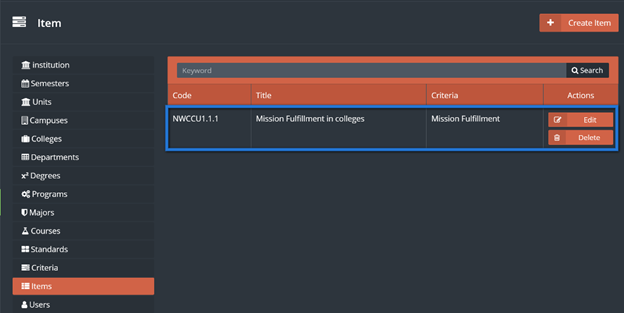 Item
Create Item
institution
Semesters
Units
Campuses
Colleges
Departments
x² Degrees
Programs
Majors
Courses
Standards
Criteria
Items
Users
Keyword
Search
Code Title Criteria Actions
NWCCU1.1.1 Mission Fulfillment in colleges Mission Fulfillment Edit
Delete